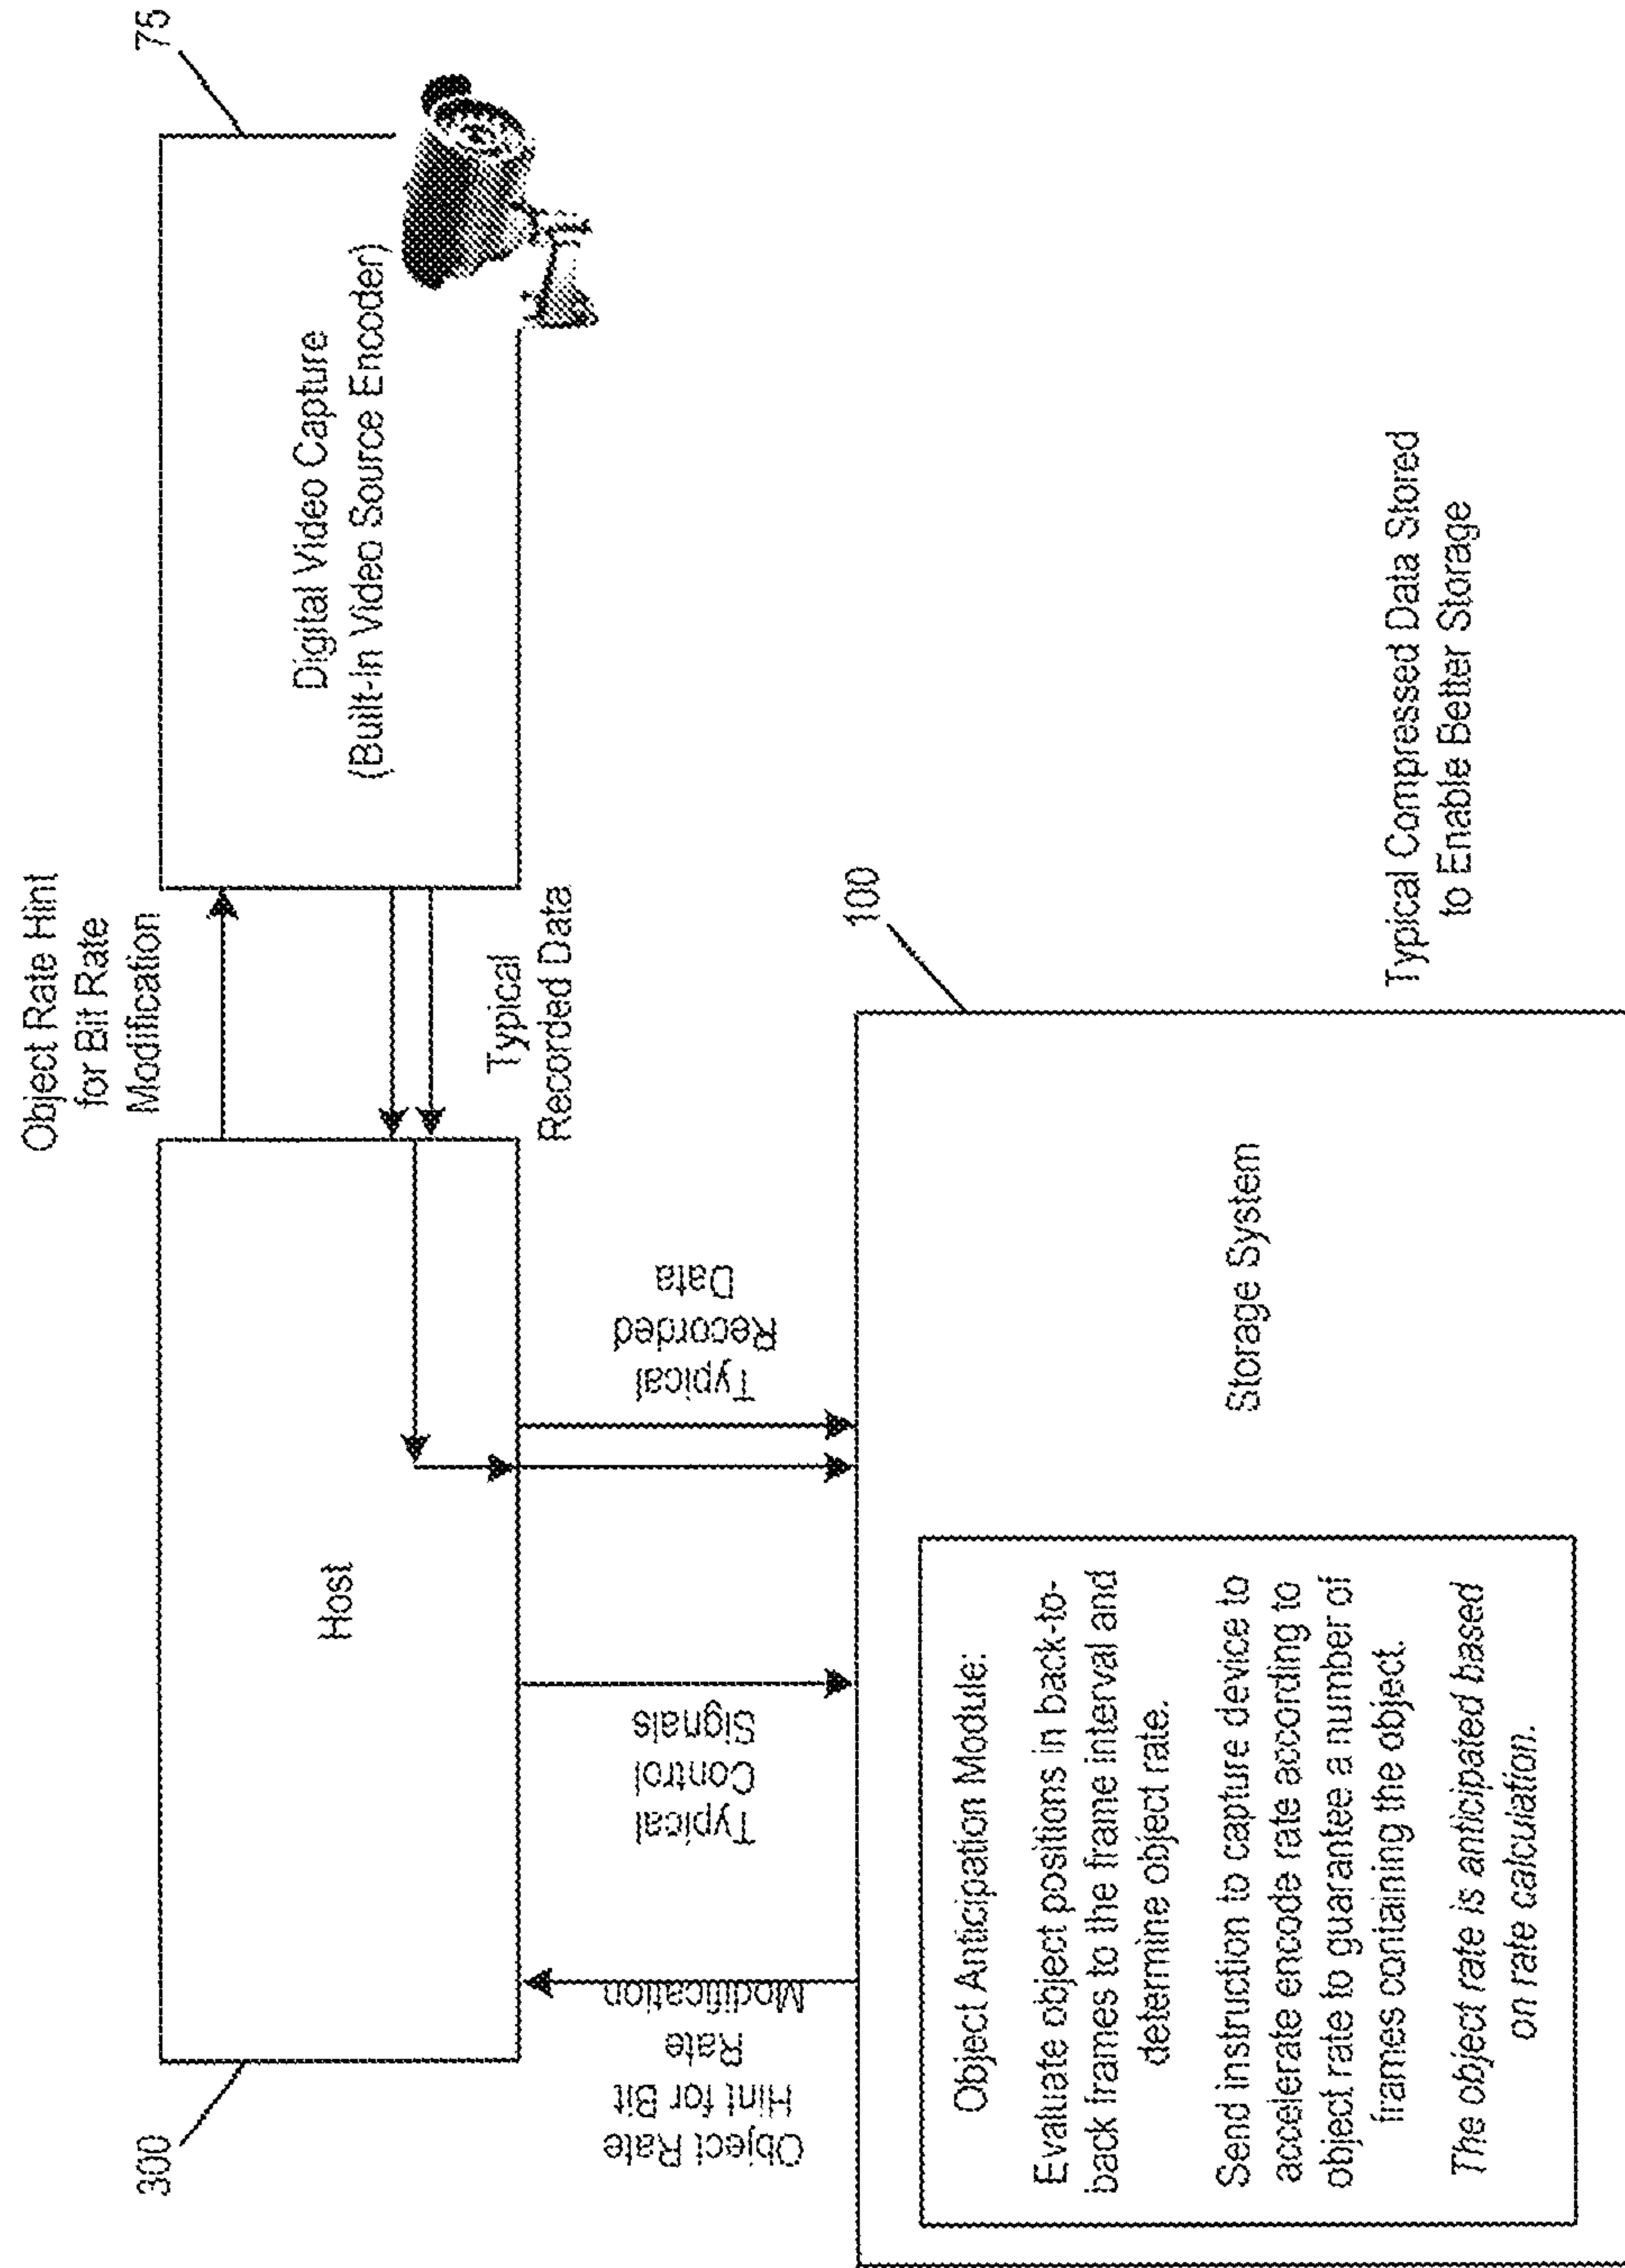 Object Rate Hint
for Bit Rate
Modification
75
Digital Video Capture
(Built-In Video Source Encoder)
Typical
Recorded Data
300
Host
Object Rate
Hint for Bit
Rate
Modification
Typical
Control
Signals
Typical
Recorded
Data
100
Storage System
Object Anticipation Module:
Evaluate object positions in back-to-
back frames to the frame interval and
determine object rate.
Send instruction to capture device to
accelerate encode rate according to
object rate to guarantee a number of
frames containing the object.
The object rate is anticipated based
on rate calculation.
Typical Compressed Data Stored
to Enable Better Storage